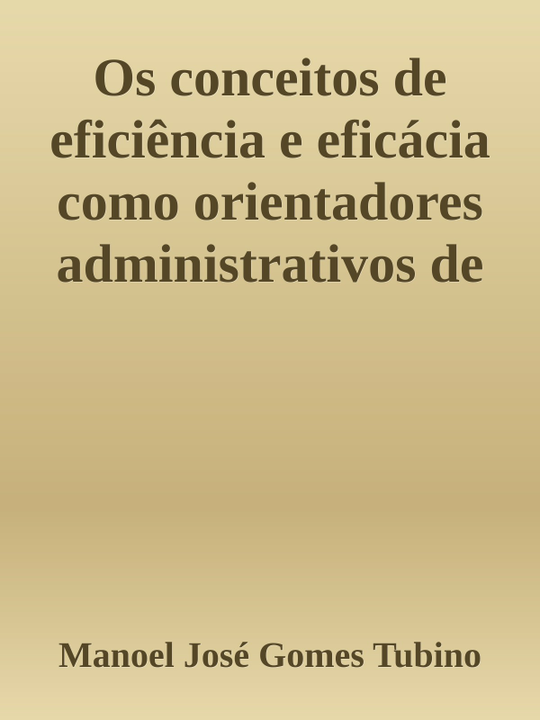 Os conceitos de
eficiência e eficácia
como orientadores
administrativos de
Manoel José Gomes Tubino